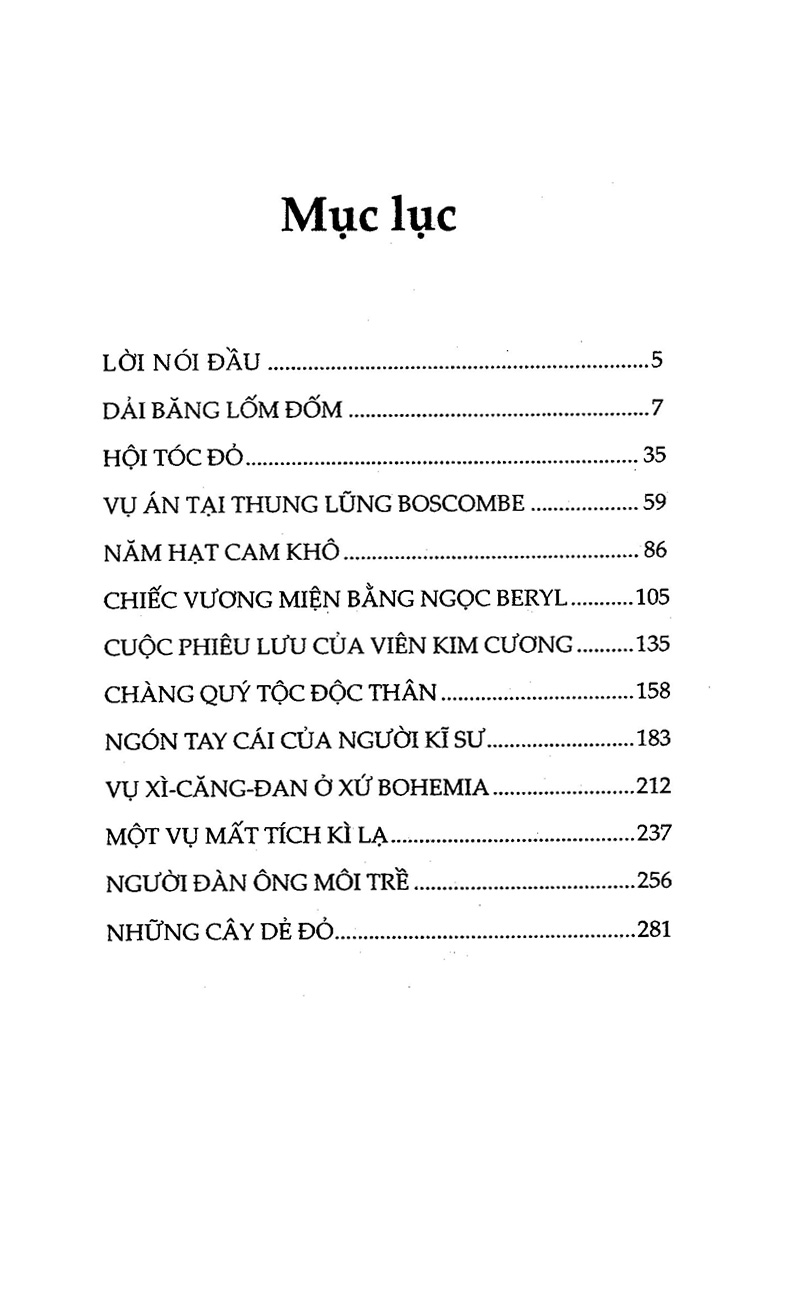 Mục lục
LỜI NÓI ĐẦU ........ 5
DẢI BĂNG LỐM ĐỐM ........ 7
HỘI TÓC ĐỎ ........ 35
VỤ ÁN TẠI THUNG LŨNG BOSCOMBE ........ 59
NĂM HẠT CAM KHÔ ........ 86
CHIẾC VƯƠNG MIỆN BẰNG NGỌC BERYL ........ 105
CUỘC PHIÊU LƯU CỦA VIÊN KIM CƯƠNG ........ 135
CHÀNG QUÝ TỘC ĐỘC THÂN ........ 158
NGÓN TAY CÁI CỦA NGƯỜI KĨ SƯ ........ 183
VỤ XÌ-CĂNG-ĐAN Ở XỨ BOHEMIA ........ 212
MỘT VỤ MẤT TÍCH KÌ LẠ ........ 237
NGƯỜI ĐÀN ÔNG MÔI TRỀ ........ 256
NHỮNG CÂY DẺ ĐỎ ........ 281